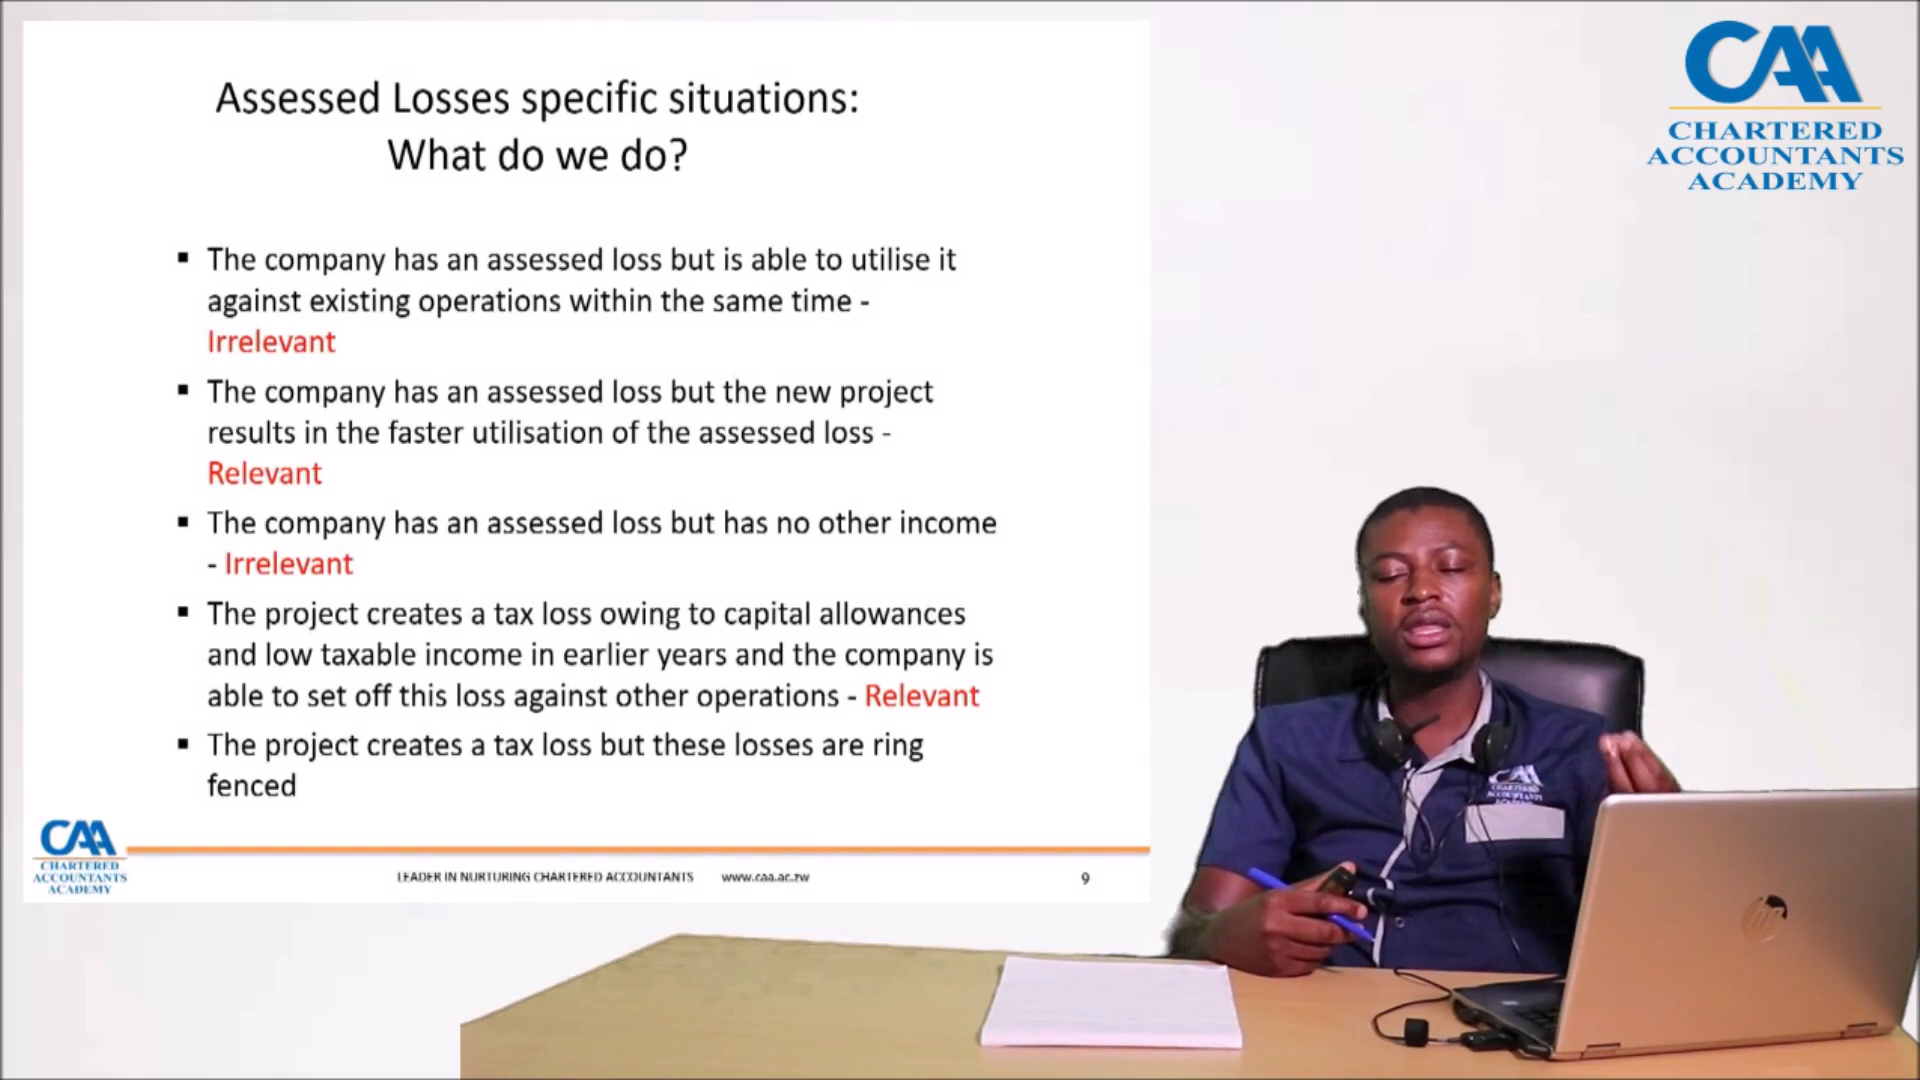 Assessed Losses specific situations:
What do we do?
▪ The company has an assessed loss but is able to utilise it
against existing operations within the same time -
Irrelevant
▪ The company has an assessed loss but the new project
results in the faster utilisation of the assessed loss -
Relevant
▪ The company has an assessed loss but has no other income
- Irrelevant
▪ The project creates a tax loss owing to capital allowances
and low taxable income in earlier years and the company is
able to set off this loss against other operations - Relevant
▪ The project creates a tax loss but these losses are ring
fenced
CAA
CHARTERED
ACCOUNTANTS
ACADEMY
LEADER IN NURTURING CHARTERED ACCOUNTANTS www.caa.ac.zw
9
CAA
CHARTERED
ACCOUNTANTS
ACADEMY
CAA
CHARTERED
ACCOUNTANTS
hp